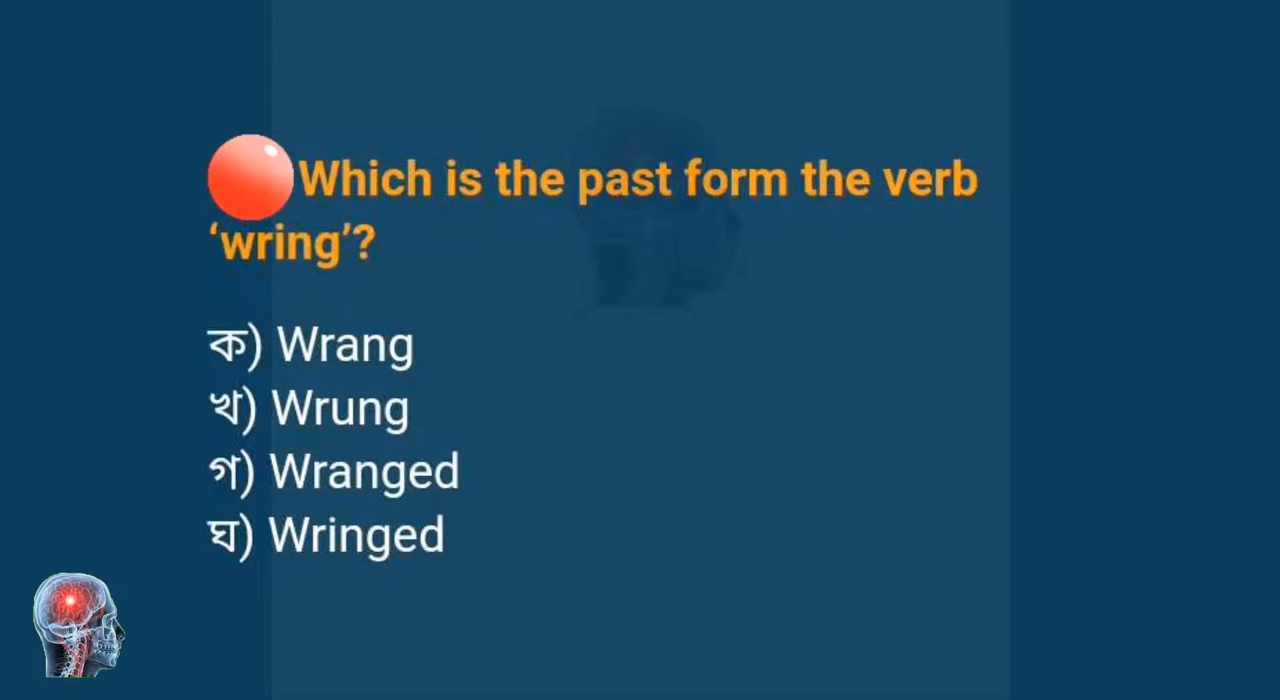 Which is the past form the verb
‘wring’?
ক) Wrang
খ) Wrung
গ) Wranged
ঘ) Wringed